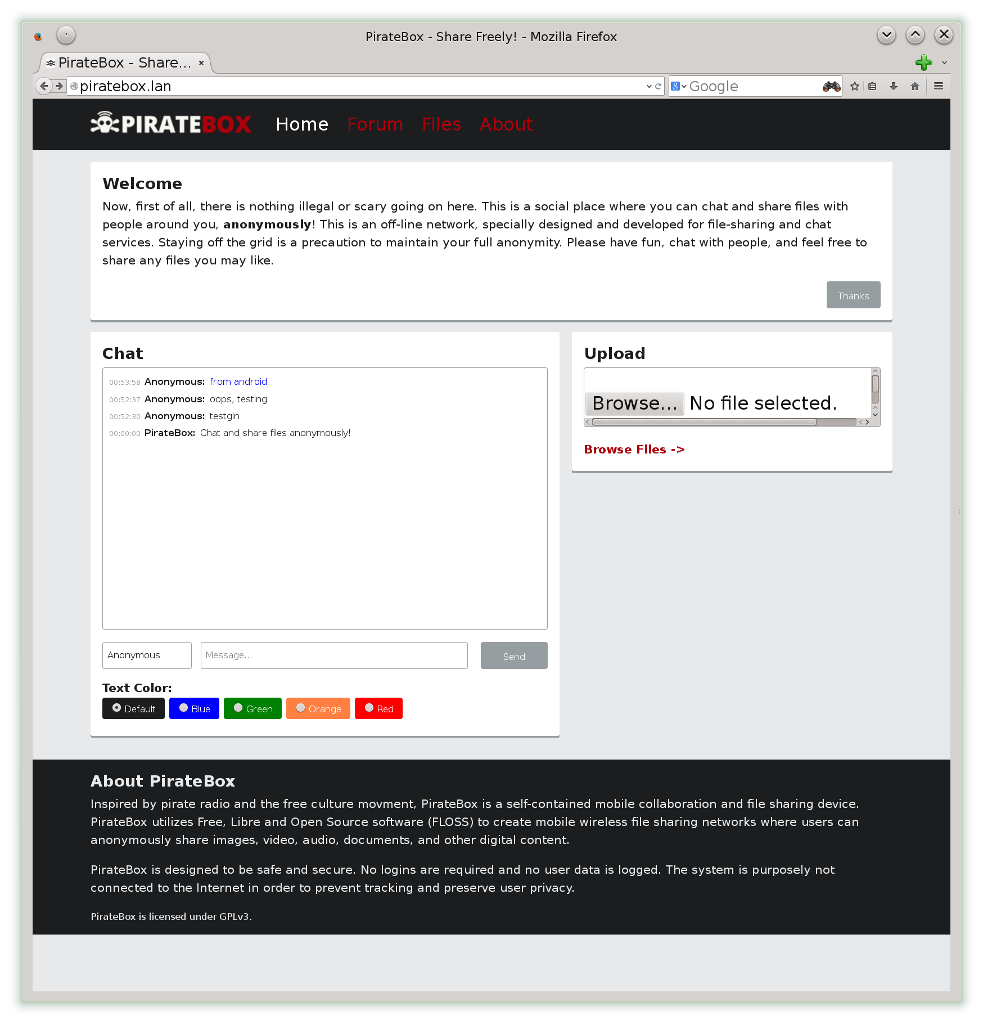 PirateBox - Share Freely! - Mozilla Firefox
PirateBox - Share...
piratebox.lan
Google
PIRATEBOX Home Forum Files About
Welcome
Now, first of all, there is nothing illegal or scary going on here. This is a social place where you can chat and share files with
people around you, anonymously! This is an off-line network, specially designed and developed for file-sharing and chat
services. Staying off the grid is a precaution to maintain your full anonymity. Please have fun, chat with people, and feel free to
share any files you may like.
Thanks
Chat
00:53:59 Anonymous: from android
00:52:37 Anonymous: oops, testing
00:52:30 Anonymous: testgin
00:00:00 PirateBox: Chat and share files anonymously!
Anonymous
Message...
Send
Text Color:
Default Blue Green Orange Red
Upload
Browse... No file selected.
Browse Files ->
About PirateBox
Inspired by pirate radio and the free culture movment, PirateBox is a self-contained mobile collaboration and file sharing device.
PirateBox utilizes Free, Libre and Open Source software (FLOSS) to create mobile wireless file sharing networks where users can
anonymously share images, video, audio, documents, and other digital content.
PirateBox is designed to be safe and secure. No logins are required and no user data is logged. The system is purposely not
connected to the Internet in order to prevent tracking and preserve user privacy.
PirateBox is licensed under GPLv3.